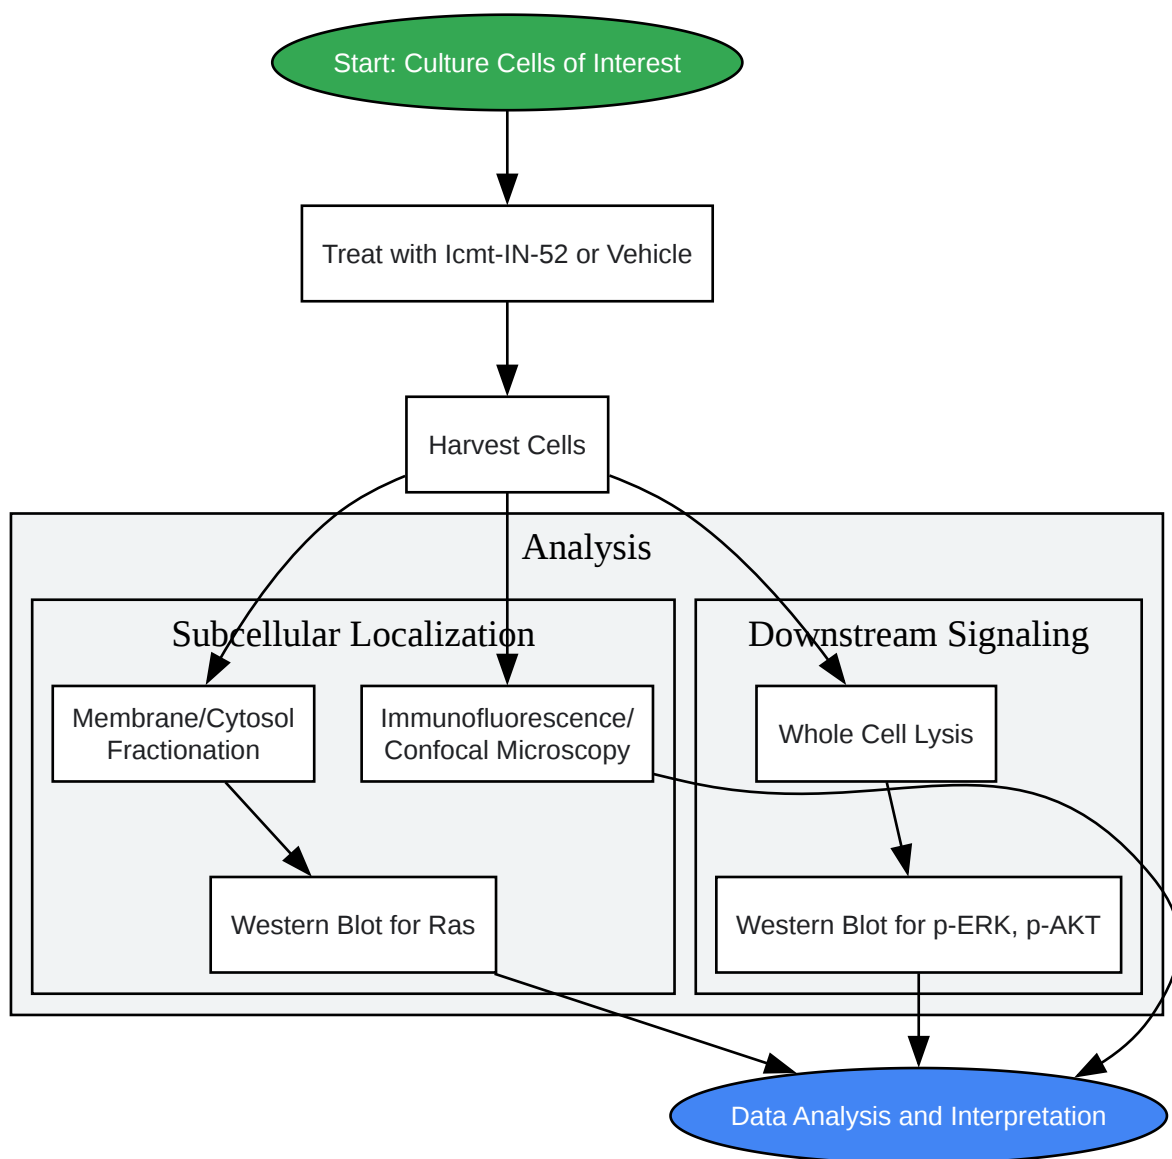 Start: Culture Cells of Interest
Treat with Icmt-IN-52 or Vehicle
Harvest Cells
Analysis
Subcellular Localization
Downstream Signaling
Membrane/Cytosol
Fractionation
Immunofluorescence/
Confocal Microscopy
Whole Cell Lysis
Western Blot for Ras
Western Blot for p-ERK, p-AKT
Data Analysis and Interpretation